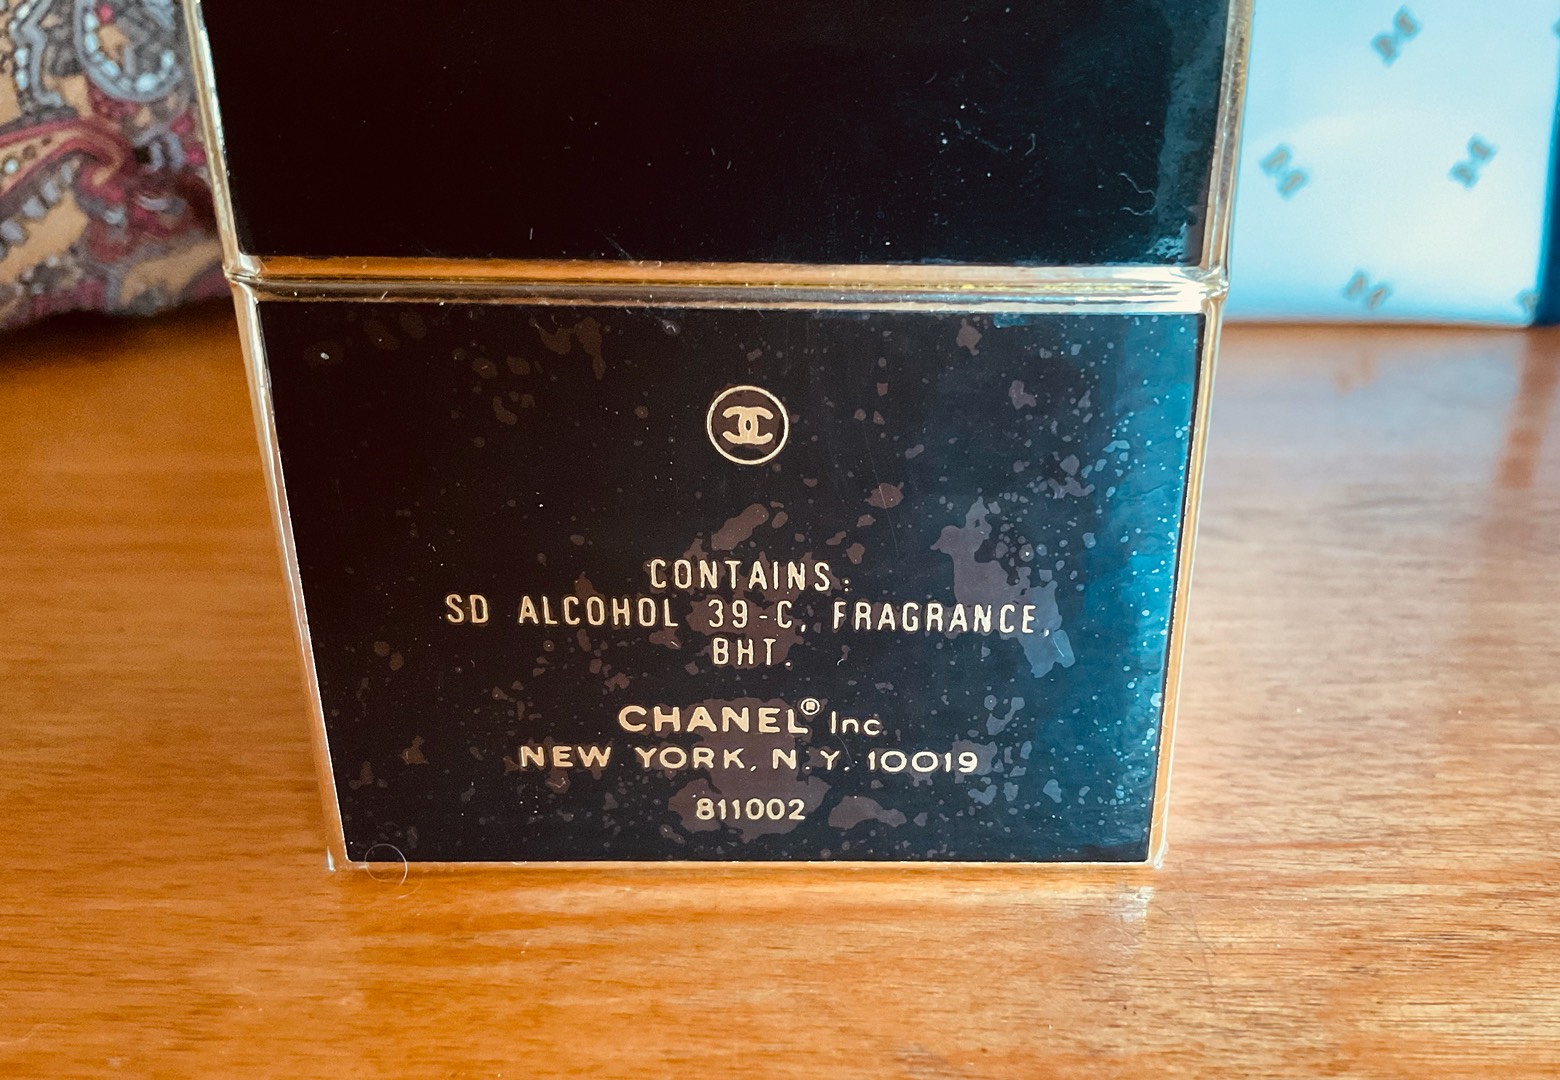 CONTAINS:
SD ALCOHOL 39-C, FRAGRANCE,
BHT.
CHANEL® Inc
NEW YORK, N.Y. 10019
811002